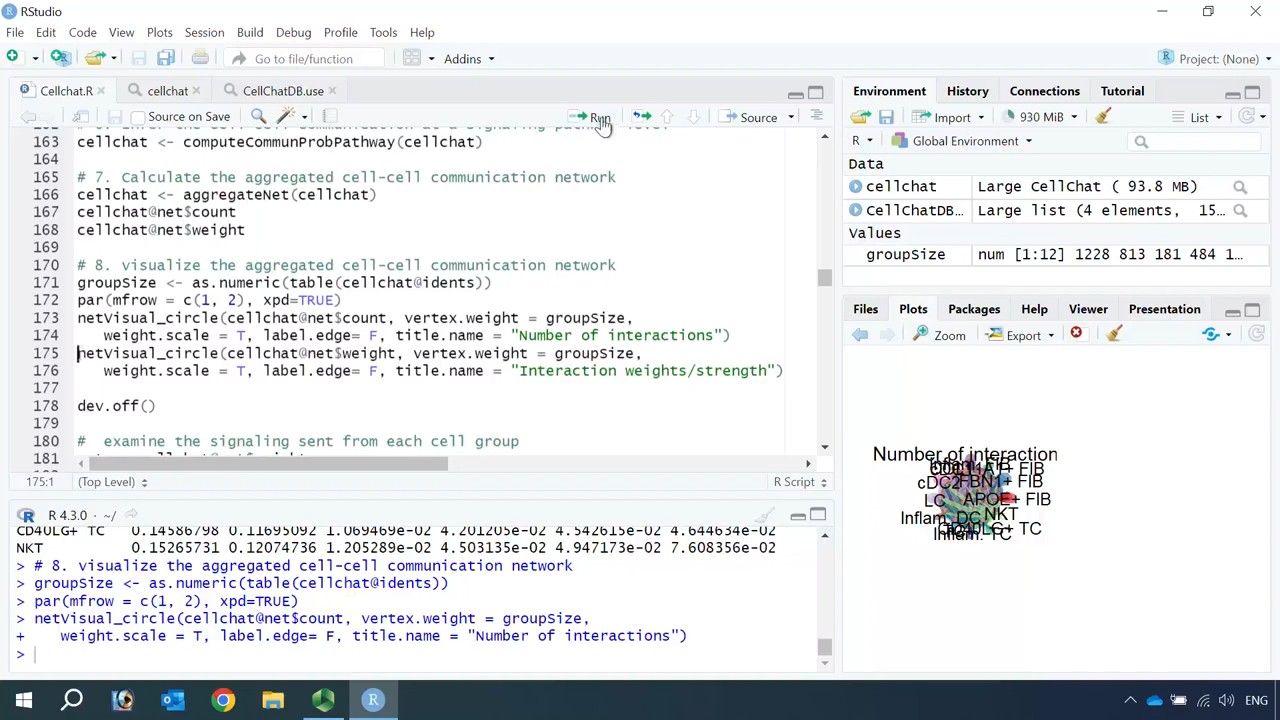 RStudio
File Edit Code View Plots Session Build Debug Profile Tools Help
Go to file/function Addins Project: (None)
Cellchat.R cellchat CellChatDB.use
Source on Save Run Source
163 cellchat <- computeCommunProbPathway(cellchat)
164
165 # 7. Calculate the aggregated cell-cell communication network
166 cellchat <- aggregateNet(cellchat)
167 cellchat@net$count
168 cellchat@net$weight
169
170 # 8. visualize the aggregated cell-cell communication network
171 groupSize <- as.numeric(table(cellchat@idents))
172 par(mfrow = c(1, 2), xpd=TRUE)
173 netVisual_circle(cellchat@net$count, vertex.weight = groupSize,
174 weight.scale = T, label.edge= F, title.name = "Number of interactions")
175 netVisual_circle(cellchat@net$weight, vertex.weight = groupSize,
176 weight.scale = T, label.edge= F, title.name = "Interaction weights/strength")
177
178 dev.off()
179
180 # examine the signaling sent from each cell group
181
175:1 (Top Level) R Script
R 4.3.0 · ~/
CD40LG+ TC 0.14586798 0.11691093 1.069469e-02 4.201205e-02 4.542615e-02 4.644634e-02
NKT 0.15265731 0.12074736 1.205289e-02 4.503135e-02 4.947173e-02 7.608356e-02
> # 8. visualize the aggregated cell-cell communication network
> groupSize <- as.numeric(table(cellchat@idents))
> par(mfrow = c(1, 2), xpd=TRUE)
> netVisual_circle(cellchat@net$count, vertex.weight = groupSize,
+ weight.scale = T, label.edge= F, title.name = "Number of interactions")
>
Environment History Connections Tutorial
Import 930 MiB List
R Global Environment
Data
cellchat Large CellChat ( 93.8 MB)
CellChatDB… Large list (4 elements, 15…
Values
groupSize num [1:12] 1228 813 181 484 1…
Files Plots Packages Help Viewer Presentation
Zoom Export
Number of interaction
Inflam. FIB
FIB
cDC2 FBN1+ FIB
LC APOE+ FIB
Inflam. DC NKT
CD40LG+ TC
Inflam. TC
ENG